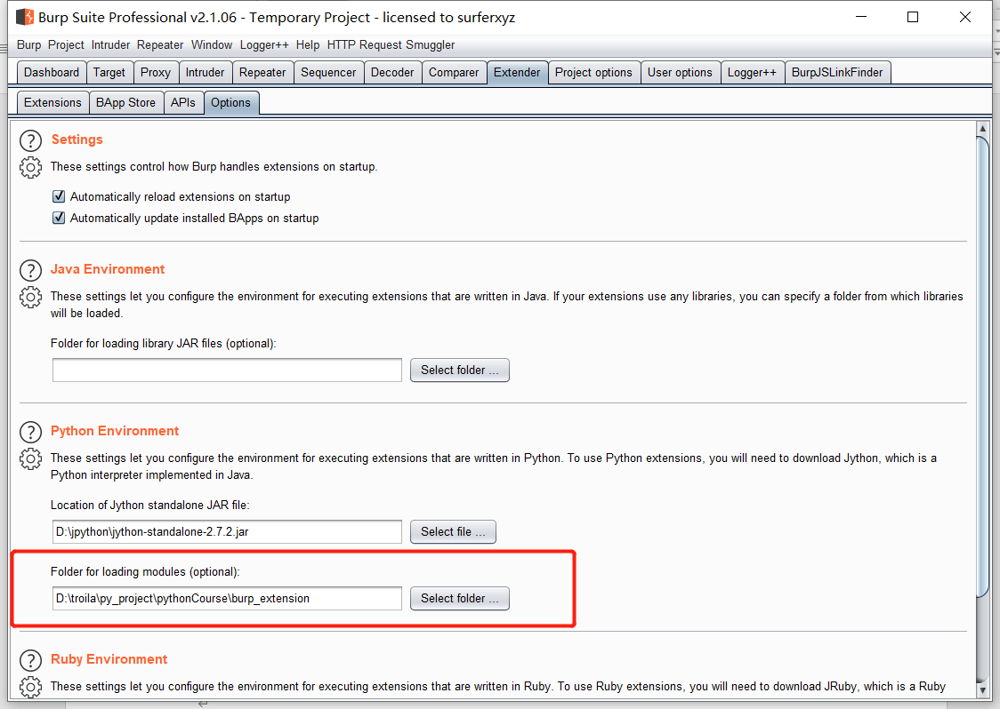 Burp Suite Professional v2.1.06 - Temporary Project - licensed to surferxyz
Burp Project Intruder Repeater Window Logger++ Help HTTP Request Smuggler
Dashboard Target Proxy Intruder Repeater Sequencer Decoder Comparer Extender Project options User options Logger++ BurpJSLinkFinder
Extensions BApp Store APIs Options
Settings
These settings control how Burp handles extensions on startup.
Automatically reload extensions on startup
Automatically update installed BApps on startup
Java Environment
These settings let you configure the environment for executing extensions that are written in Java. If your extensions use any libraries, you can specify a folder from which libraries
will be loaded.
Folder for loading library JAR files (optional):
Select folder ...
Python Environment
These settings let you configure the environment for executing extensions that are written in Python. To use Python extensions, you will need to download Jython, which is a
Python interpreter implemented in Java.
Location of Jython standalone JAR file:
D:\jpython\jython-standalone-2.7.2.jar Select file ...
Folder for loading modules (optional):
D:\troila\py_project\pythonCourse\burp_extension Select folder ...
Ruby Environment
These settings let you configure the environment for executing extensions that are written in Ruby. To use Ruby extensions, you will need to download JRuby, which is a Ruby